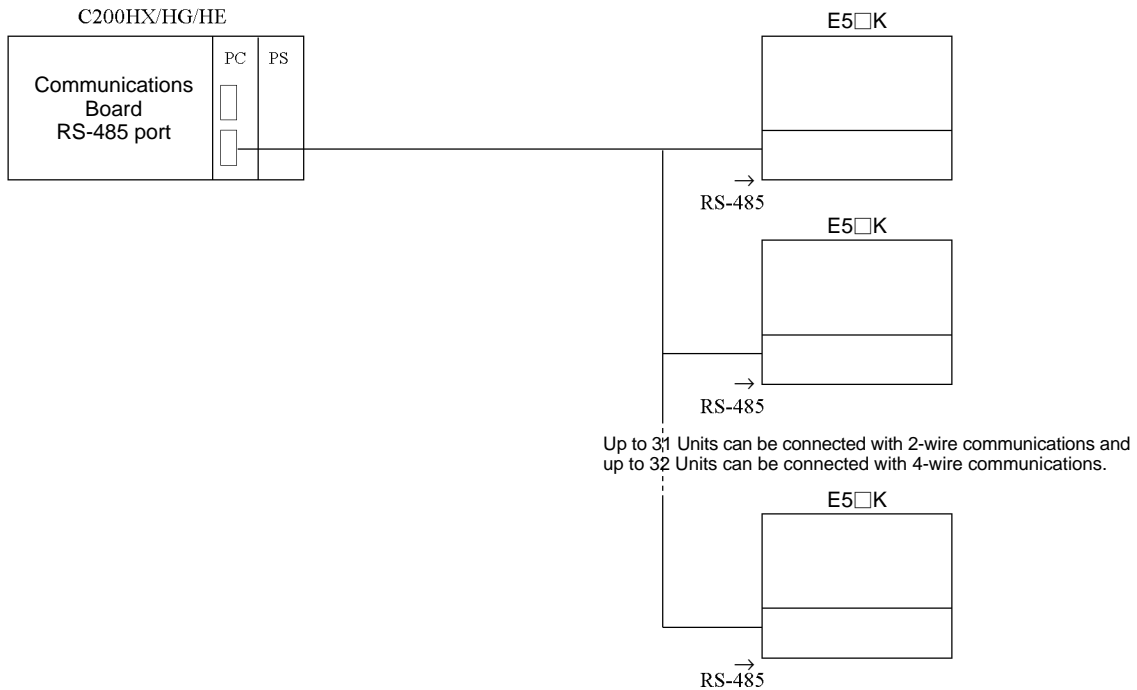 C200HX/HG/HE
PC
PS
Communications
Board
RS-485 port
E5□K
→
RS-485
E5□K
→
RS-485
Up to 31 Units can be connected with 2-wire communications and
up to 32 Units can be connected with 4-wire communications.
E5□K
→
RS-485